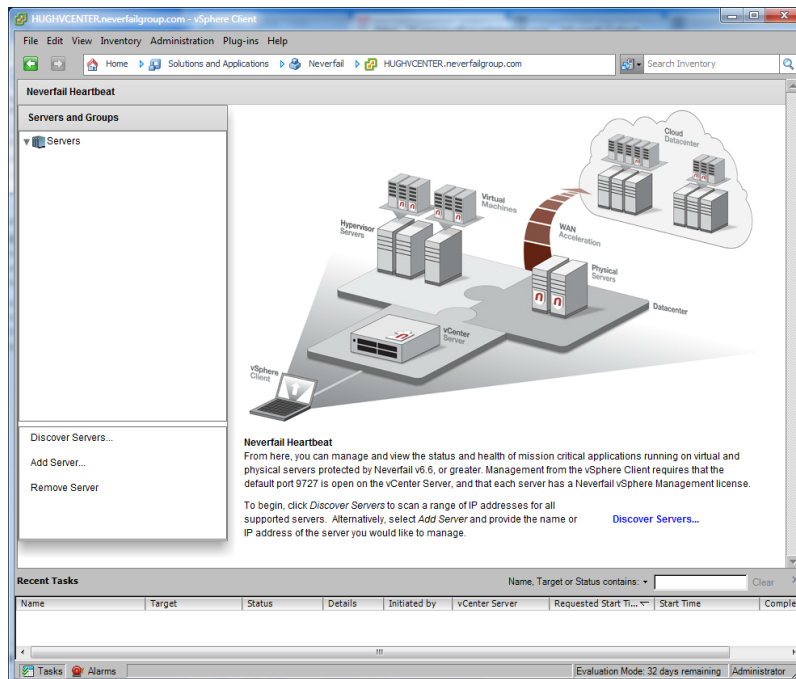 HUGHVCENTER.neverfailgroup.com - vSphere Client
File Edit View Inventory Administration Plug-ins Help
Home Solutions and Applications Neverfail HUGHVCENTER.neverfailgroup.com Search Inventory
Neverfail Heartbeat
Servers and Groups
Servers
Cloud
Datacenter
Virtual
Machines
Hypervisor
Servers
WAN
Acceleration
Physical
Servers
Datacenter
vCenter
Server
vSphere
Client
Discover Servers...
Add Server...
Remove Server
Neverfail Heartbeat
From here, you can manage and view the status and health of mission critical applications running on virtual and
physical servers protected by Neverfail v6.6, or greater. Management from the vSphere Client requires that the
default port 9727 is open on the vCenter Server, and that each server has a Neverfail vSphere Management license.
To begin, click Discover Servers to scan a range of IP addresses for all
supported servers. Alternatively, select Add Server and provide the name or
IP address of the server you would like to manage.
Discover Servers...
Recent Tasks
Name, Target or Status contains: Clear
Name Target Status Details Initiated by vCenter Server Requested Start Ti... Start Time Comple
Tasks Alarms Evaluation Mode: 32 days remaining Administrator